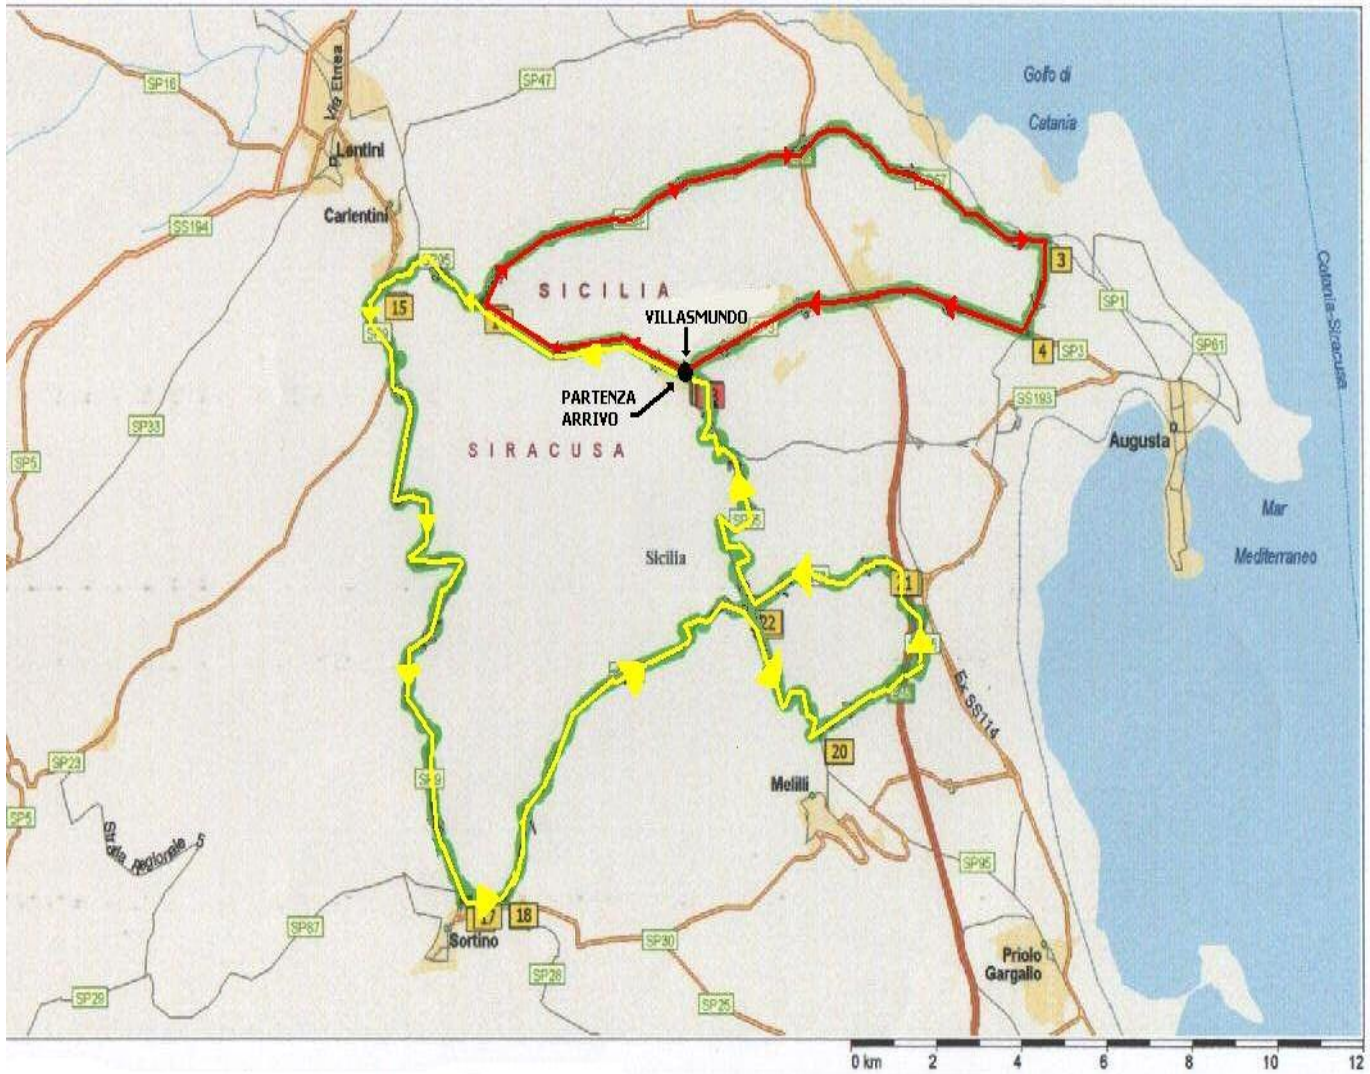 Golfo di
Catania
SP16
SP47
Via Etnea
Lentini
Carlentini
SS194
Catania-Siracusa
3
SICILIA
15
SP1
VILLASMUNDO
SP61
4
SP3
PARTENZA
ARRIVO
SS193
SP33
Augusta
SIRACUSA
SP5
Mar
Mediterraneo
Sicilia
21
22
Ex SS114
20
SP23
Melilli
SP9
SP5
Strada regionale 5
SP95
17
18
SP87
Sortino
SP30
Priolo
Gargallo
SP28
SP29
SP25
0 km 2 4 6 8 10 12